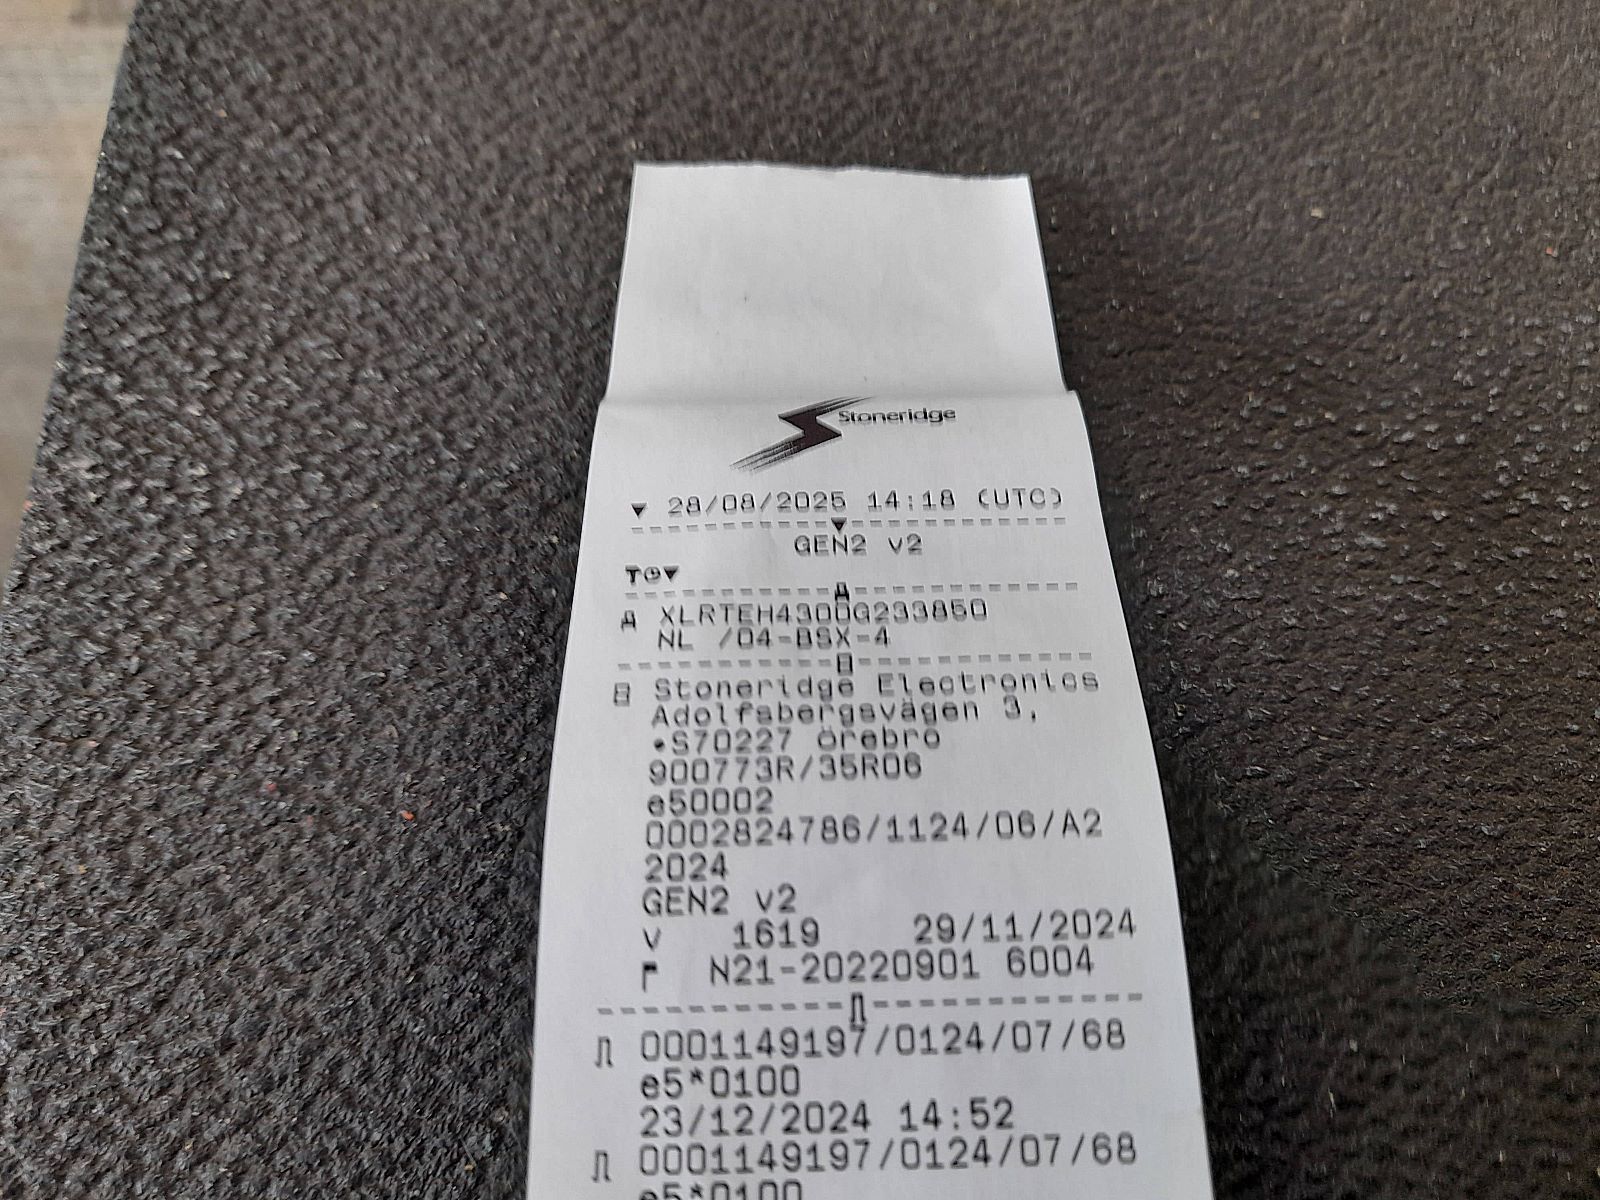 Stoneridge
▼ 28/08/2025 14:18 (UTC)
GEN2 v2
XLRTEH4300G233850
NL /04-BSX-4
Stoneridge Electronics
Adolfsbergsvägen 3,
•S70227 örebro
900773R/35R06
e50002
0002824786/1124/06/A2
2024
GEN2 v2
v 1619 29/11/2024
N21-20220901 6004
0001149197/0124/07/68
e5*0100
23/12/2024 14:52
0001149197/0124/07/68
e5*0100